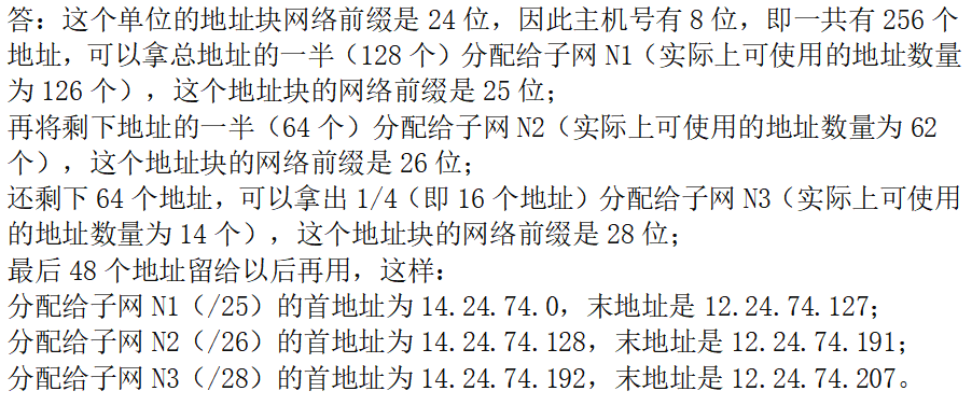 答：这个单位的地址块网络前缀是 24 位，因此主机号有 8 位，即一共有 256 个
地址，可以拿总地址的一半（128 个）分配给子网 N1（实际上可使用的地址数量
为 126 个），这个地址块的网络前缀是 25 位；
再将剩下地址的一半（64 个）分配给子网 N2（实际上可使用的地址数量为 62
个），这个地址块的网络前缀是 26 位；
还剩下 64 个地址，可以拿出 1/4（即 16 个地址）分配给子网 N3（实际上可使用
的地址数量为 14 个），这个地址块的网络前缀是 28 位；
最后 48 个地址留给以后再用，这样：
分配给子网 N1（/25）的首地址为 14.24.74.0，末地址是 12.24.74.127；
分配给子网 N2（/26）的首地址为 14.24.74.128，末地址是 12.24.74.191；
分配给子网 N3（/28）的首地址为 14.24.74.192，末地址是 12.24.74.207。